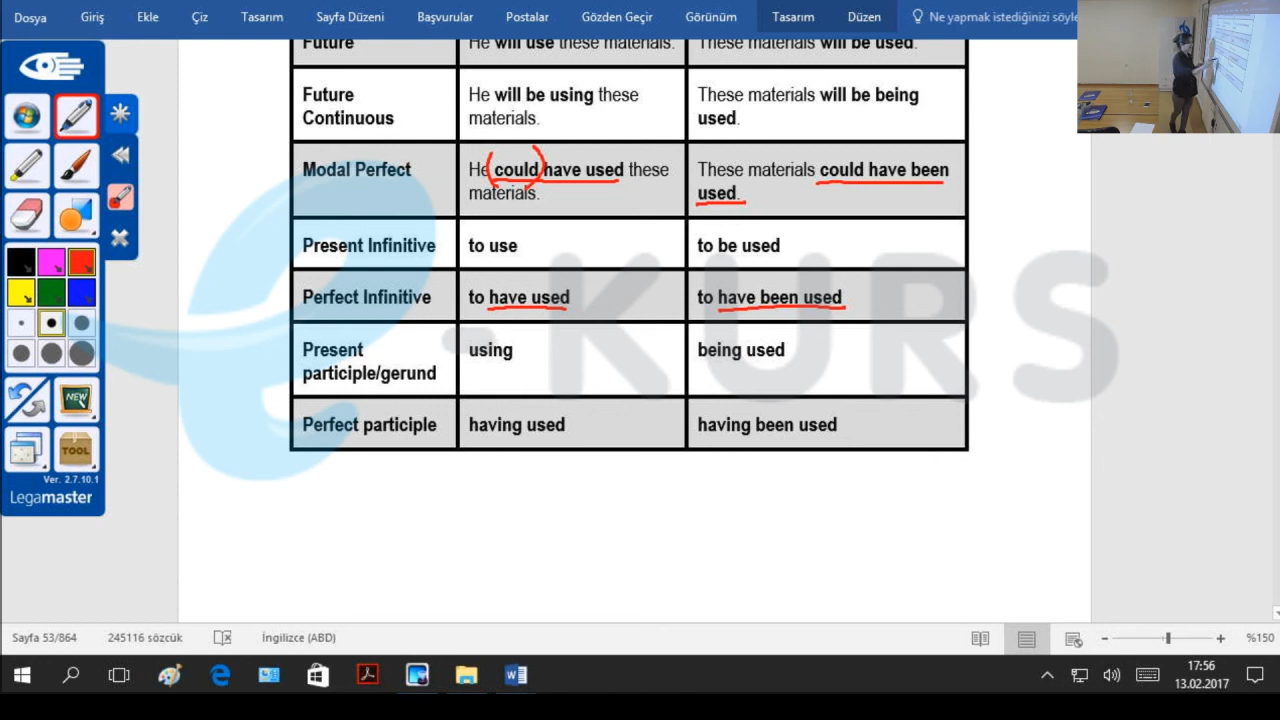 Dosya Giriş Ekle Çiz Tasarım Sayfa Düzeni Başvurular Postalar Gözden Geçir Görünüm Tasarım Düzen Ne yapmak istediğinizi söyle
Future He will use these materials. These materials will be used.
Future He will be using these These materials will be being
Continuous materials. used.
Modal Perfect He could have used these These materials could have been
materials. used.
Present Infinitive to use to be used
Perfect Infinitive to have used to have been used
Present using being used
participle/gerund
Perfect participle having used having been used
e-KURS
NEW
TOOL
Ver. 2.7.10.1
Legamaster
Sayfa 53/864 245116 sözcük İngilizce (ABD) %150
17:56
13.02.2017